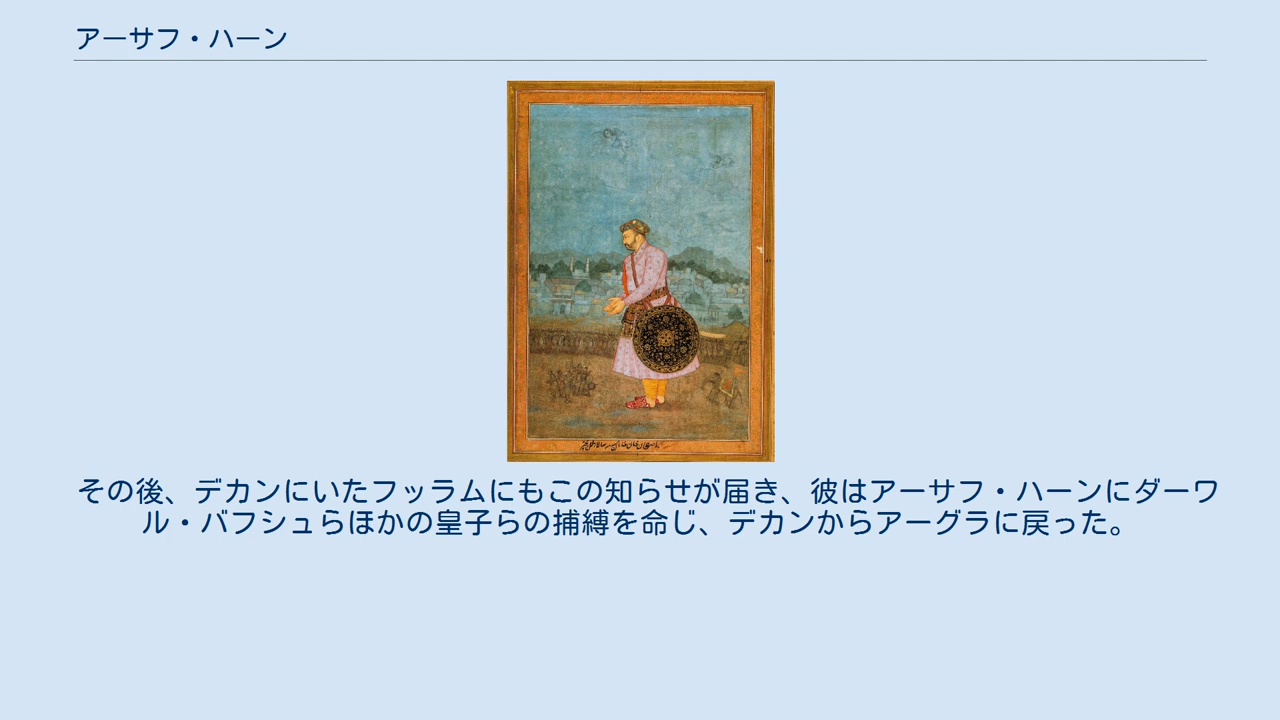 アーサフ・ハーン
その後、デカンにいたフッラムにもこの知らせが届き、彼はアーサフ・ハーンにダーワ
ル・バフシュらほかの皇子らの捕縛を命じ、デカンからアーグラに戻った。